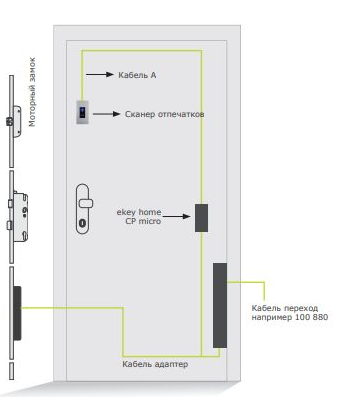 Моторный замок
Кабель А
Сканер отпечатков
ekey home
CP micro
Кабель переход
например 100 880
Кабель адаптер